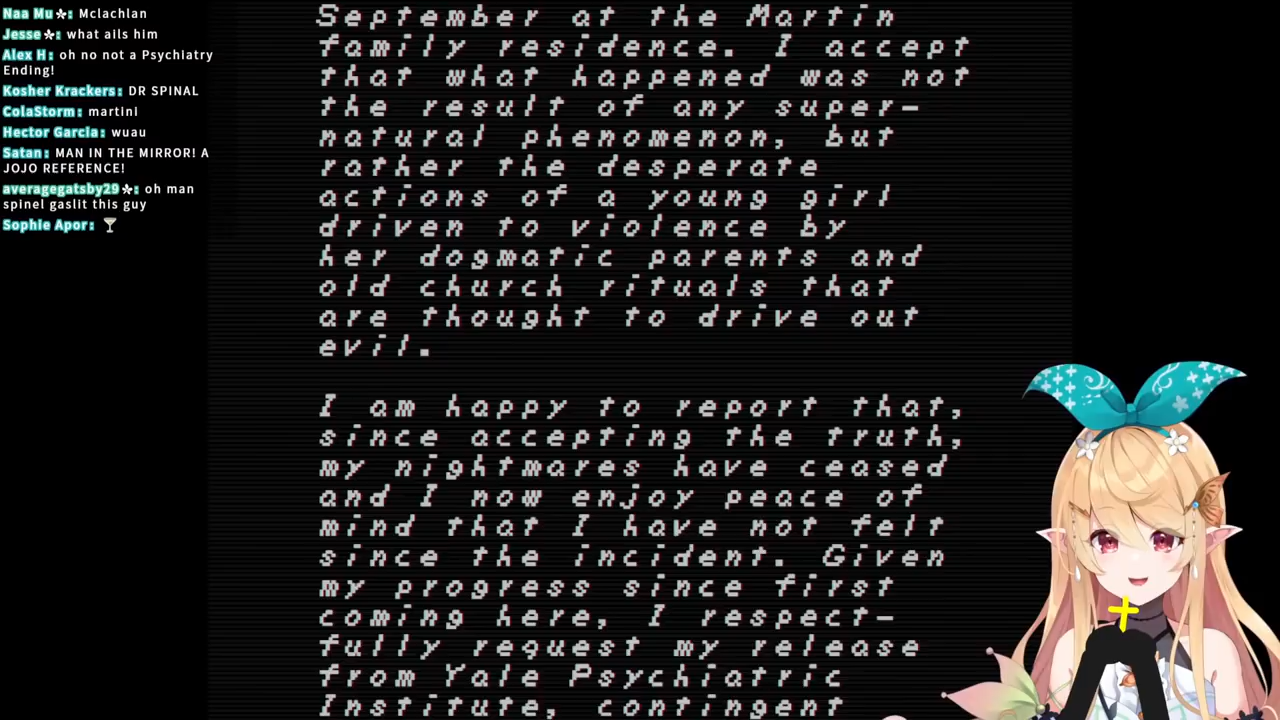 Naa Mu: Mclachlan
Jesse: what ails him
Alex H: oh no not a Psychiatry
Ending!
Kosher Krackers: DR SPINAL
ColaStorm: martini
Hector Garcia: wuau
Satan: MAN IN THE MIRROR! A
JOJO REFERENCE!
averagegatsby29: oh man
spinel gaslit this guy
Sophie Apor: 🍸
September at the Martin
family residence. I accept
that what happened was not
the result of any super-
natural phenomenon, but
rather the desperate
actions of a young girl
driven to violence by
her dogmatic parents and
old church rituals that
are thought to drive out
evil.
I am happy to report that,
since accepting the truth,
my nightmares have ceased
and I now enjoy peace of
mind that I have not felt
since the incident. Given
my progress since first
coming here, I respect-
fully request my release
from Yale Psychiatric
Institute, contingent